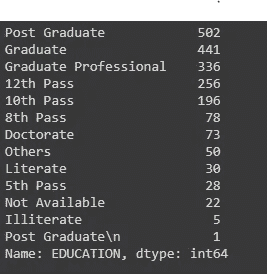 Post Graduate 502
Graduate 441
Graduate Professional 336
12th Pass 256
10th Pass 196
8th Pass 78
Doctorate 73
Others 50
Literate 30
5th Pass 28
Not Available 22
Illiterate 5
Post Graduate\n 1
Name: EDUCATION, dtype: int64